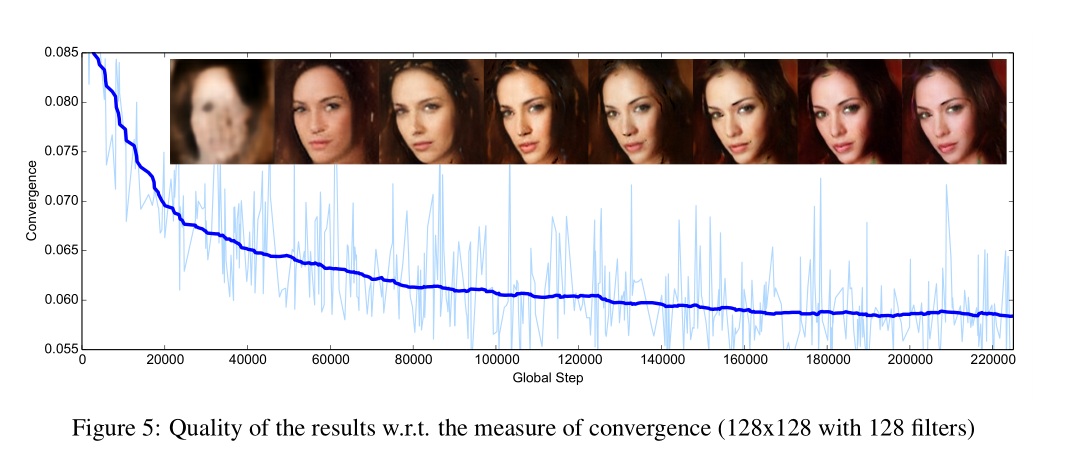 0.085
0.080
0.075
0.070
0.065
0.060
0.055
Convergence
0 20000 40000 60000 80000 100000 120000 140000 160000 180000 200000 220000
Global Step
Figure 5: Quality of the results w.r.t. the measure of convergence (128x128 with 128 filters)